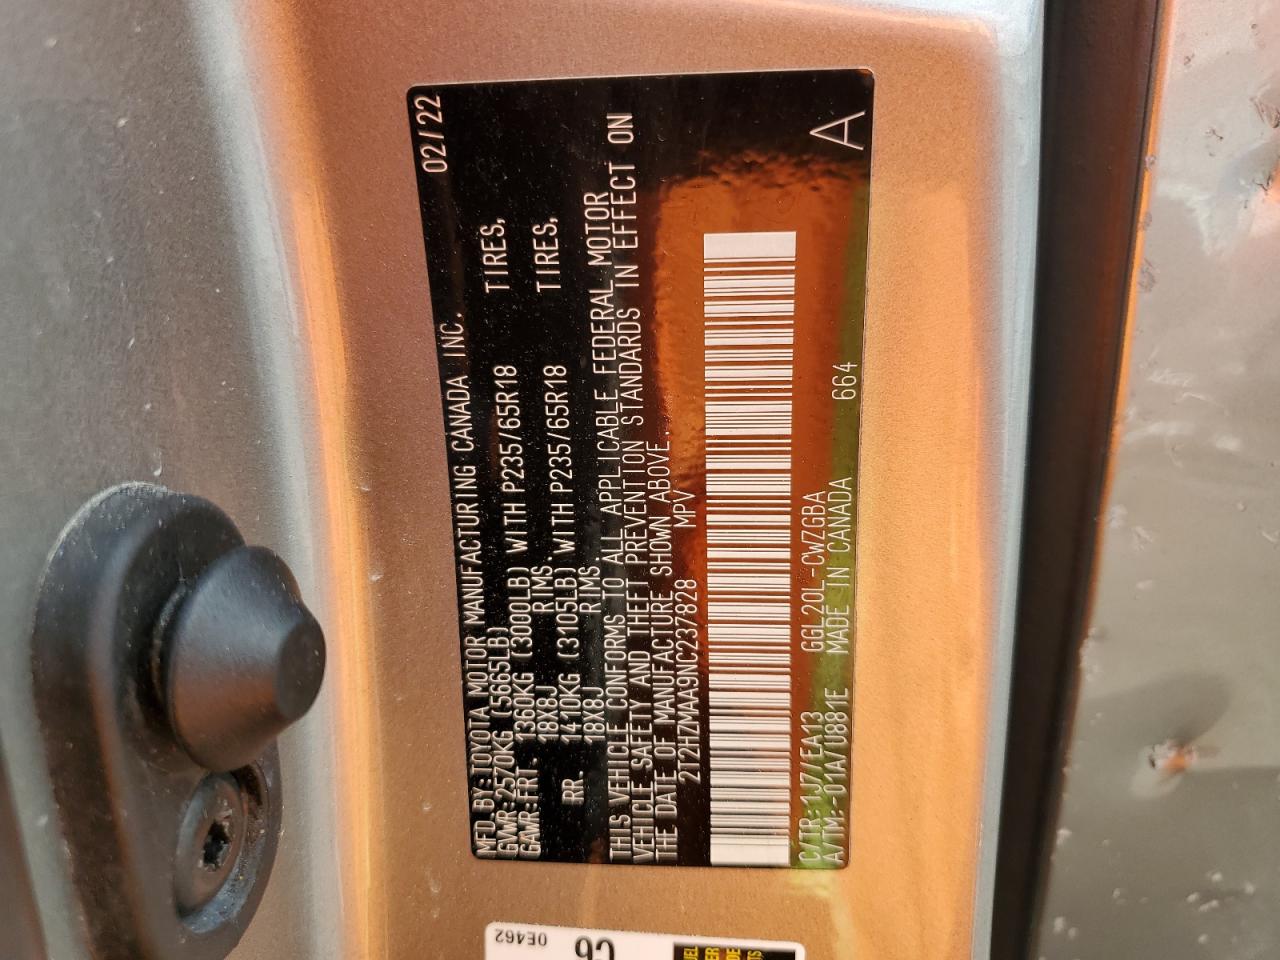 MFD.BY:TOYOTA MOTOR MANUFACTURING CANADA INC. 02/22
GVWR:2570KG(5665LB)
GAWR:FRT. 1360KG (3000LB) WITH P235/65R18 TIRES,
18X8J RIMS
RR. 1410KG (3105LB) WITH P235/65R18 TIRES,
18X8J RIMS
THIS VEHICLE CONFORMS TO ALL APPLICABLE FEDERAL MOTOR
VEHICLE SAFETY AND THEFT PREVENTION STANDARDS IN EFFECT ON
THE DATE OF MANUFACTURE SHOWN ABOVE.
2T2HZMAA9NC237828 MPV
A
C/TR:1J7/EA13 GGL20L-CWZGBA
A/TM:-01A/U881E MADE IN CANADA 664
0E462